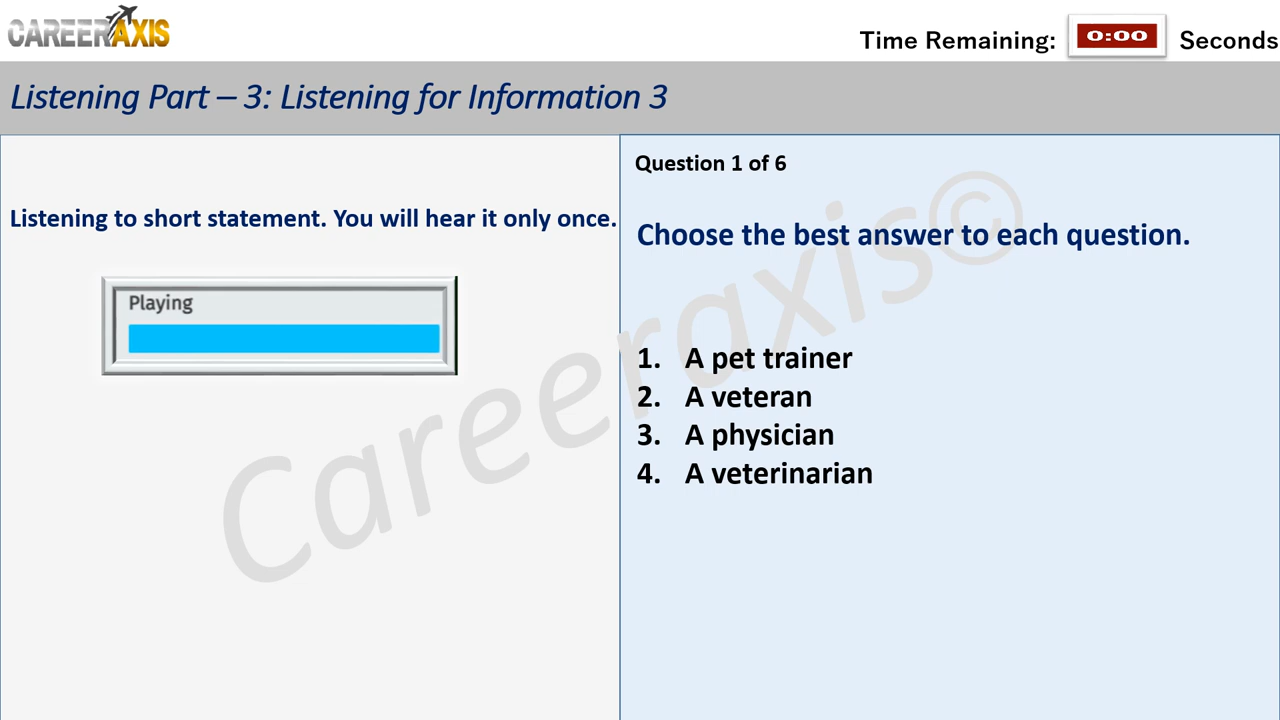 CAREERAXIS
Time Remaining: 0:00 Seconds
Listening Part – 3: Listening for Information 3
Listening to short statement. You will hear it only once.
Playing
Question 1 of 6
Choose the best answer to each question.
1. A pet trainer
2. A veteran
3. A physician
4. A veterinarian
Careeraxis©